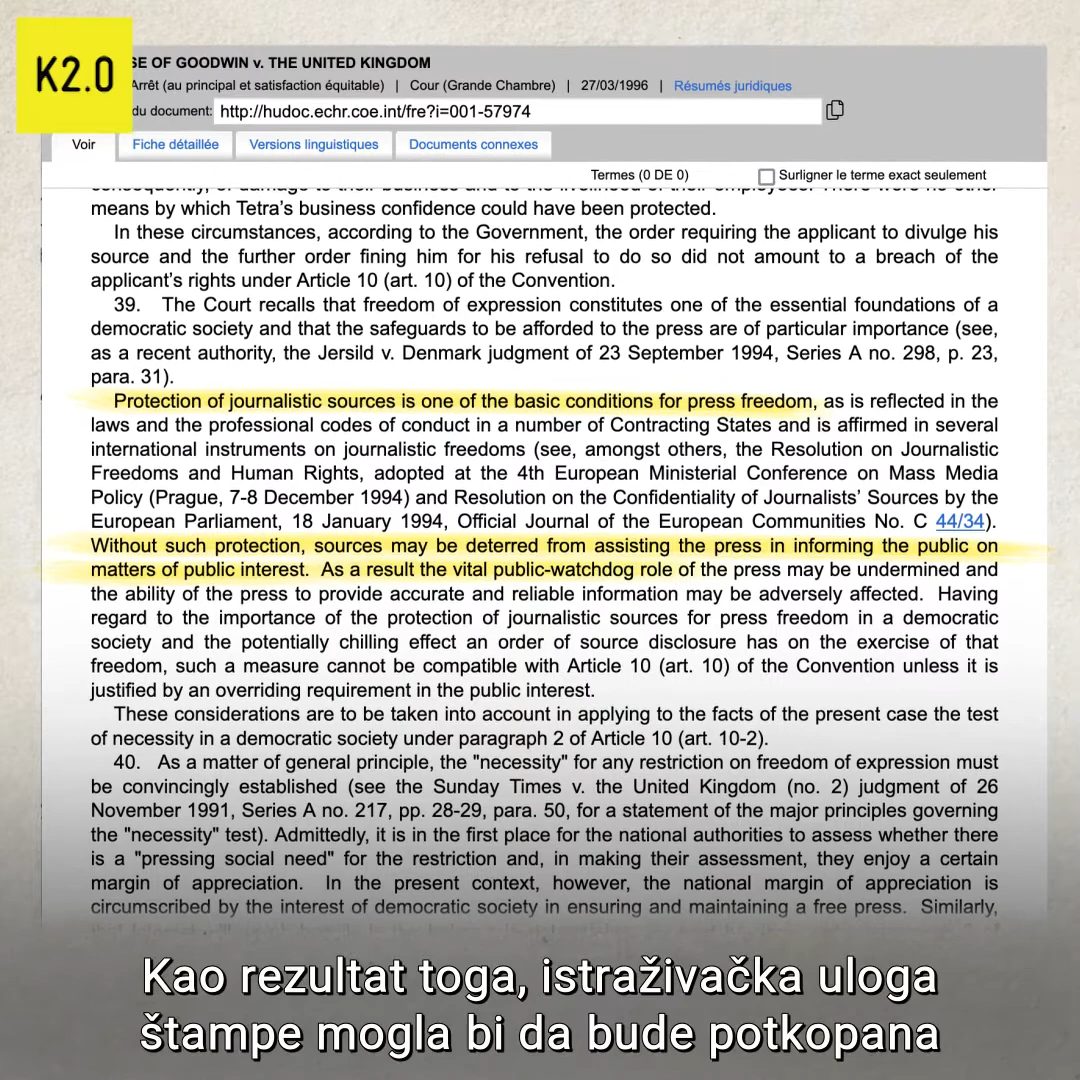 K2.0
SE OF GOODWIN v. THE UNITED KINGDOM
Arrêt (au principal et satisfaction équitable) | Cour (Grande Chambre) | 27/03/1996 | Résumés juridiques
du document: http://hudoc.echr.coe.int/fre?i=001-57974
Voir Fiche détaillée Versions linguistiques Documents connexes
Termes (0 DE 0) Surligner le terme exact seulement
consequently, of damage to their business and to the livelihood of their employees. There were no other
means by which Tetra's business confidence could have been protected.
In these circumstances, according to the Government, the order requiring the applicant to divulge his
source and the further order fining him for his refusal to do so did not amount to a breach of the
applicant's rights under Article 10 (art. 10) of the Convention.
39. The Court recalls that freedom of expression constitutes one of the essential foundations of a
democratic society and that the safeguards to be afforded to the press are of particular importance (see,
as a recent authority, the Jersild v. Denmark judgment of 23 September 1994, Series A no. 298, p. 23,
para. 31).
Protection of journalistic sources is one of the basic conditions for press freedom, as is reflected in the
laws and the professional codes of conduct in a number of Contracting States and is affirmed in several
international instruments on journalistic freedoms (see, amongst others, the Resolution on Journalistic
Freedoms and Human Rights, adopted at the 4th European Ministerial Conference on Mass Media
Policy (Prague, 7-8 December 1994) and Resolution on the Confidentiality of Journalists' Sources by the
European Parliament, 18 January 1994, Official Journal of the European Communities No. C 44/34).
Without such protection, sources may be deterred from assisting the press in informing the public on
matters of public interest. As a result the vital public-watchdog role of the press may be undermined and
the ability of the press to provide accurate and reliable information may be adversely affected. Having
regard to the importance of the protection of journalistic sources for press freedom in a democratic
society and the potentially chilling effect an order of source disclosure has on the exercise of that
freedom, such a measure cannot be compatible with Article 10 (art. 10) of the Convention unless it is
justified by an overriding requirement in the public interest.
These considerations are to be taken into account in applying to the facts of the present case the test
of necessity in a democratic society under paragraph 2 of Article 10 (art. 10-2).
40. As a matter of general principle, the "necessity" for any restriction on freedom of expression must
be convincingly established (see the Sunday Times v. the United Kingdom (no. 2) judgment of 26
November 1991, Series A no. 217, pp. 28-29, para. 50, for a statement of the major principles governing
the "necessity" test). Admittedly, it is in the first place for the national authorities to assess whether there
is a "pressing social need" for the restriction and, in making their assessment, they enjoy a certain
margin of appreciation. In the present context, however, the national margin of appreciation is
circumscribed by the interest of democratic society in ensuring and maintaining a free press. Similarly,
Kao rezultat toga, istraživačka uloga
štampe mogla bi da bude potkopana